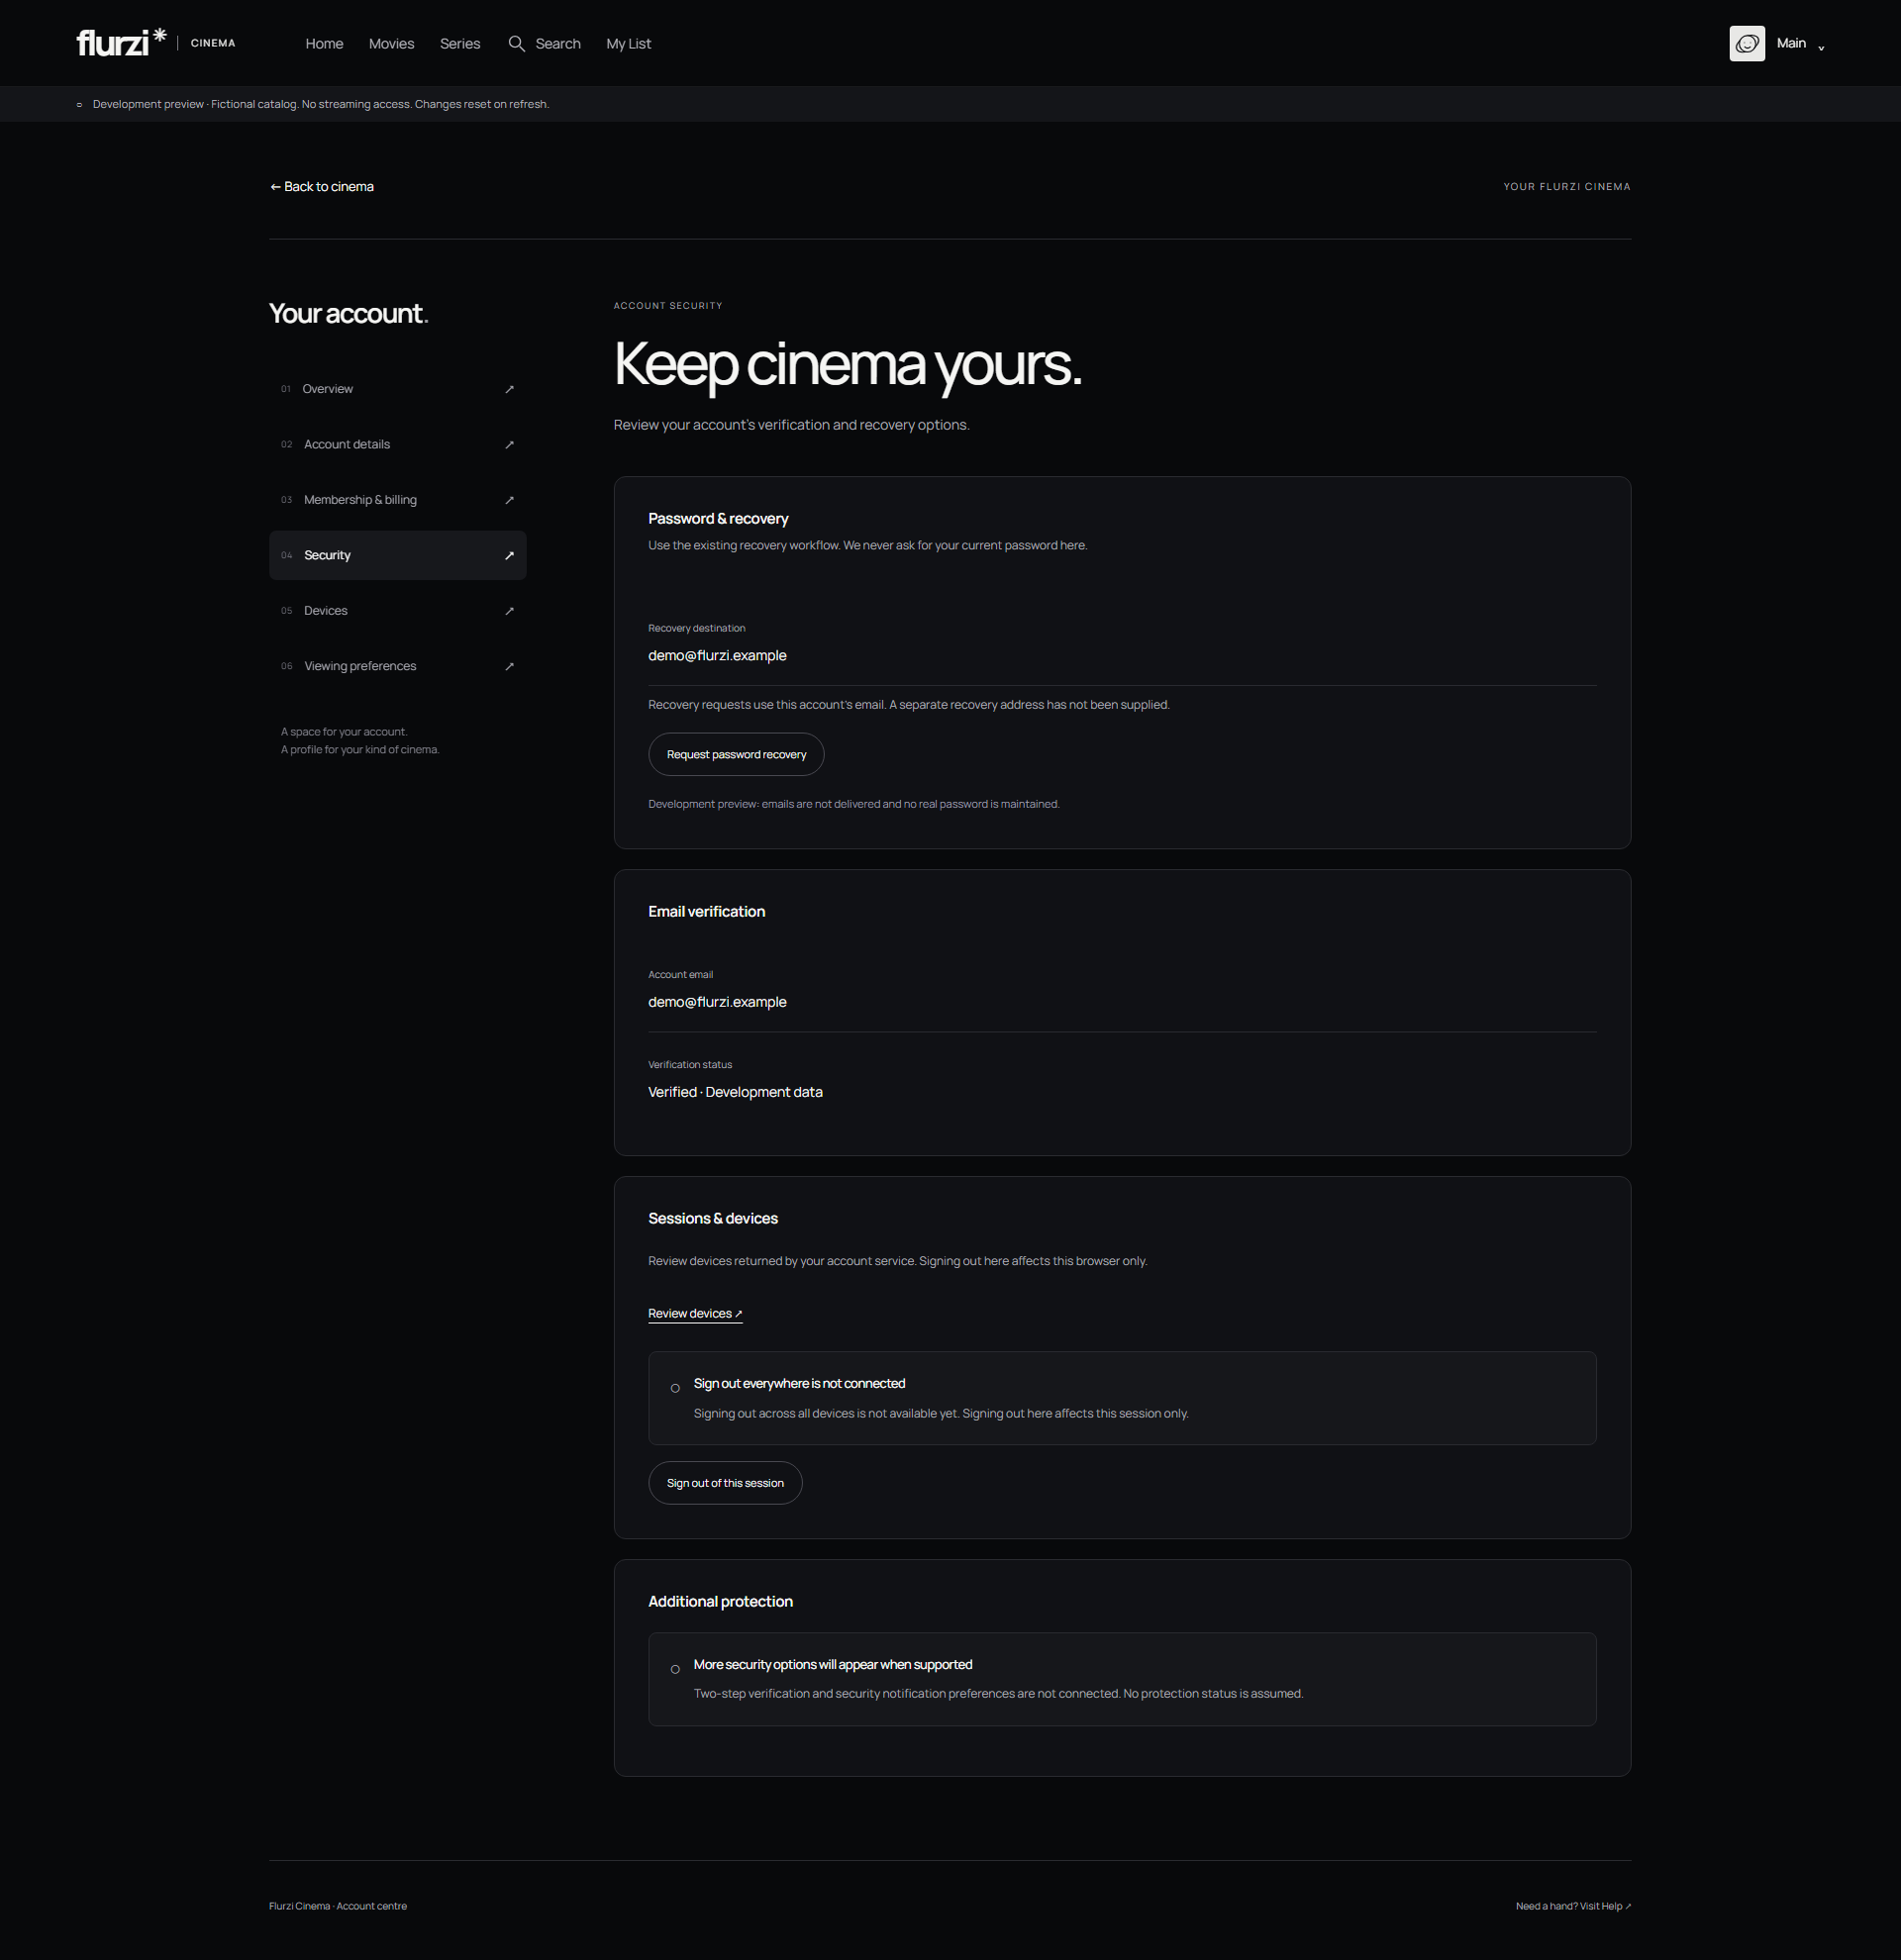 flurzi* CINEMA Home Movies Series Search My List Main
Development preview · Fictional catalog. No streaming access. Changes reset on refresh.
← Back to cinema
YOUR FLURZI CINEMA
Your account.
01 Overview ↗
02 Account details ↗
03 Membership & billing ↗
04 Security ↗
05 Devices ↗
06 Viewing preferences ↗
A space for your account.
A profile for your kind of cinema.
ACCOUNT SECURITY
Keep cinema yours.
Review your account's verification and recovery options.
Password & recovery
Use the existing recovery workflow. We never ask for your current password here.
Recovery destination
demo@flurzi.example
Recovery requests use this account's email. A separate recovery address has not been supplied.
Request password recovery
Development preview: emails are not delivered and no real password is maintained.
Email verification
Account email
demo@flurzi.example
Verification status
Verified · Development data
Sessions & devices
Review devices returned by your account service. Signing out here affects this browser only.
Review devices ↗
Sign out everywhere is not connected
Signing out across all devices is not available yet. Signing out here affects this session only.
Sign out of this session
Additional protection
More security options will appear when supported
Two-step verification and security notification preferences are not connected. No protection status is assumed.
Flurzi Cinema · Account centre
Need a hand? Visit Help ↗